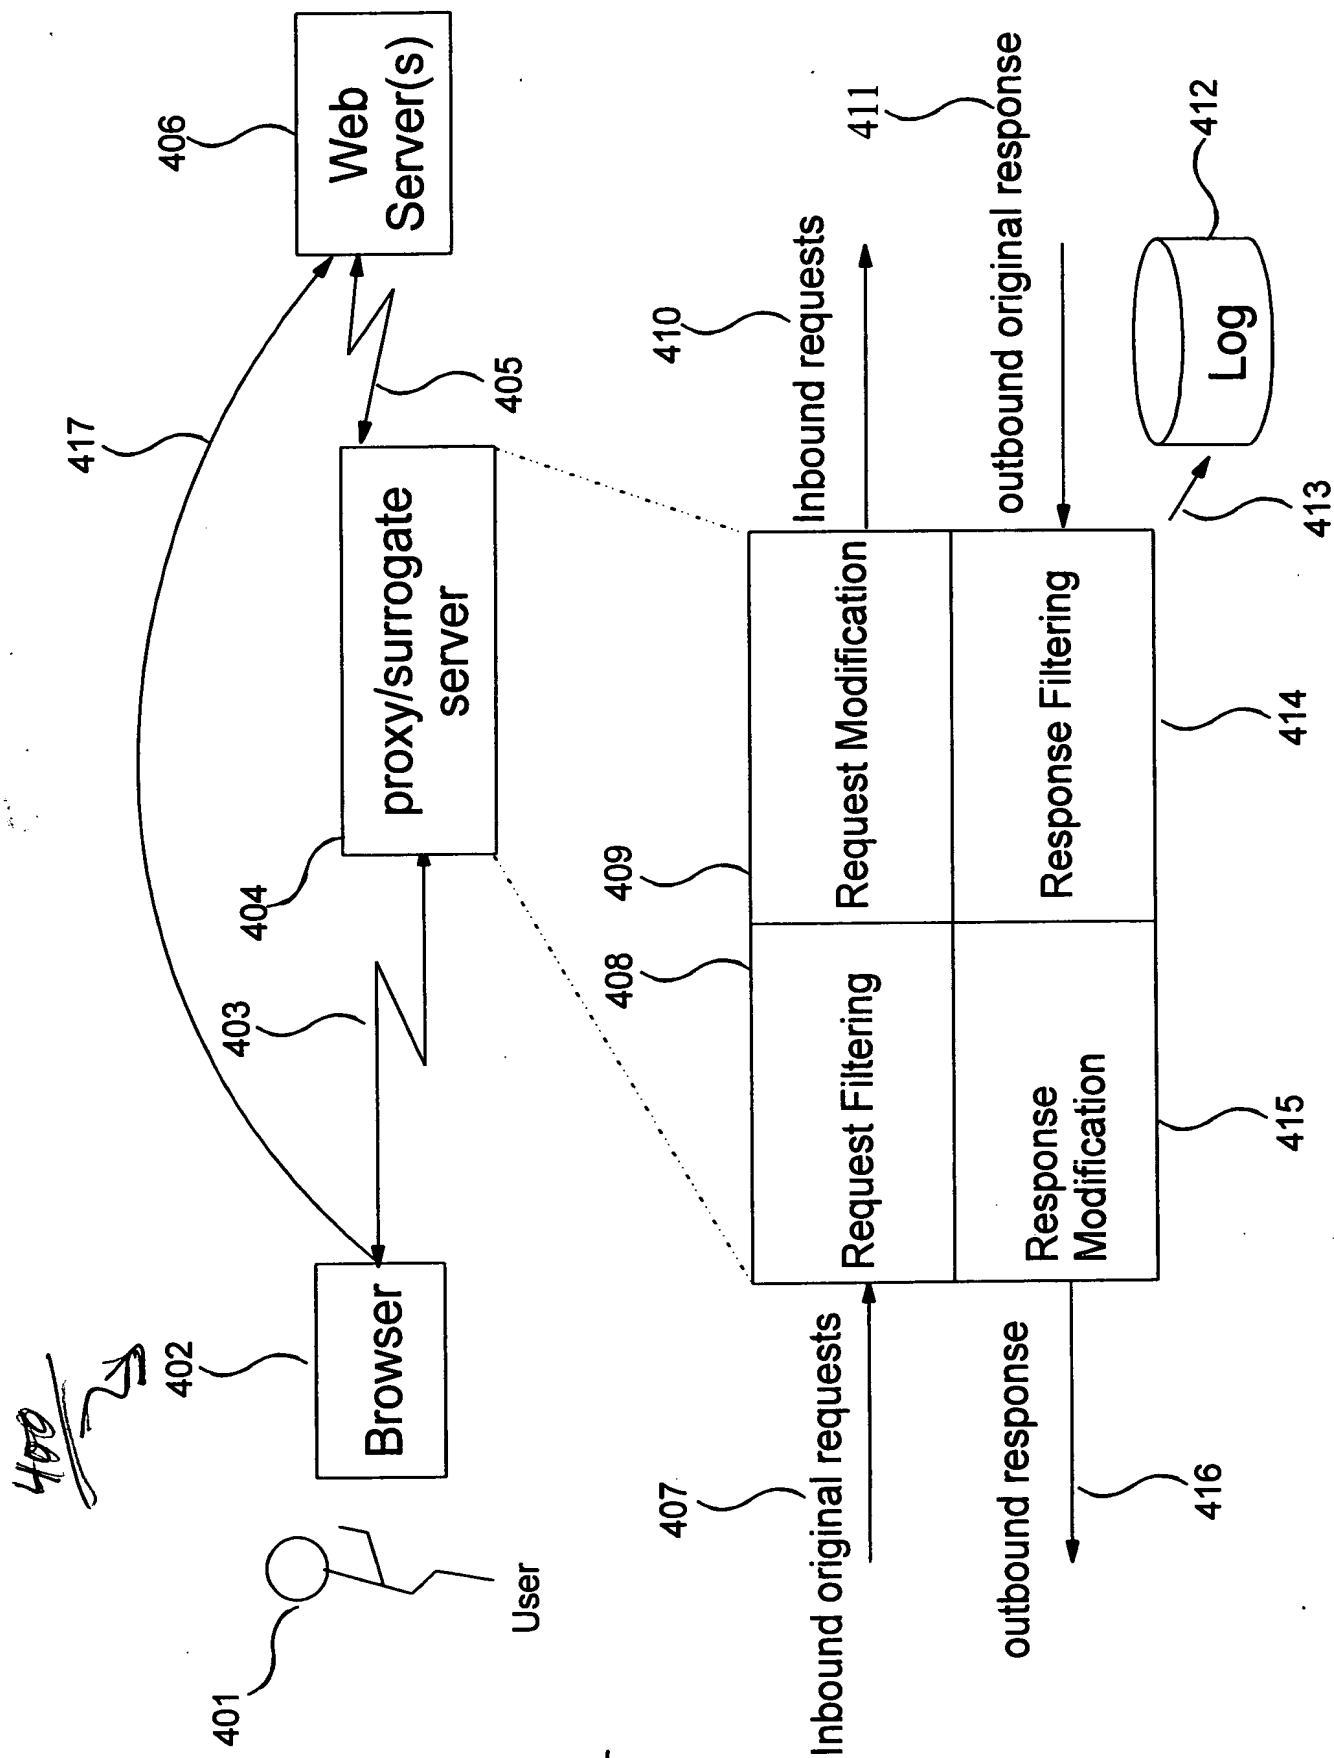 400
401
User
402
Browser
403
404
proxy/surrogate
server
417
405
406
Web
Server(s)
407
Inbound original requests
408
Request Filtering
409
Request Modification
410
Inbound requests
411
outbound original response
412
Log
413
Response Filtering
414
Response
Modification
415
outbound response
416